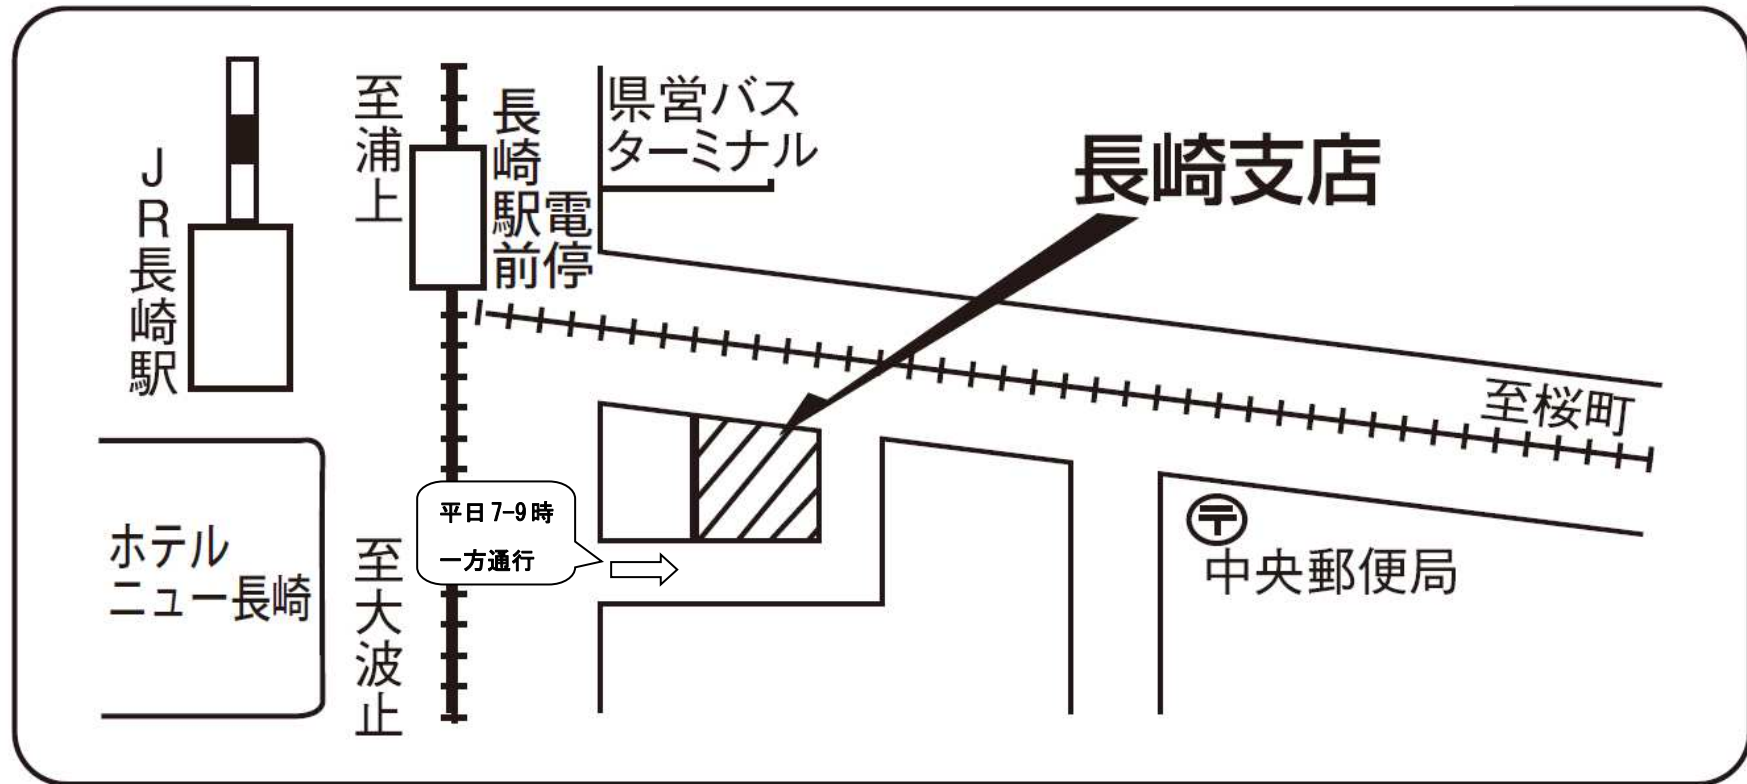 JR長崎駅
至浦上
長崎駅前
電停
県営バス
ターミナル
長崎支店
至桜町
平日7-9時
一方通行
ホテル
ニュー長崎
至大波止
〒
中央郵便局